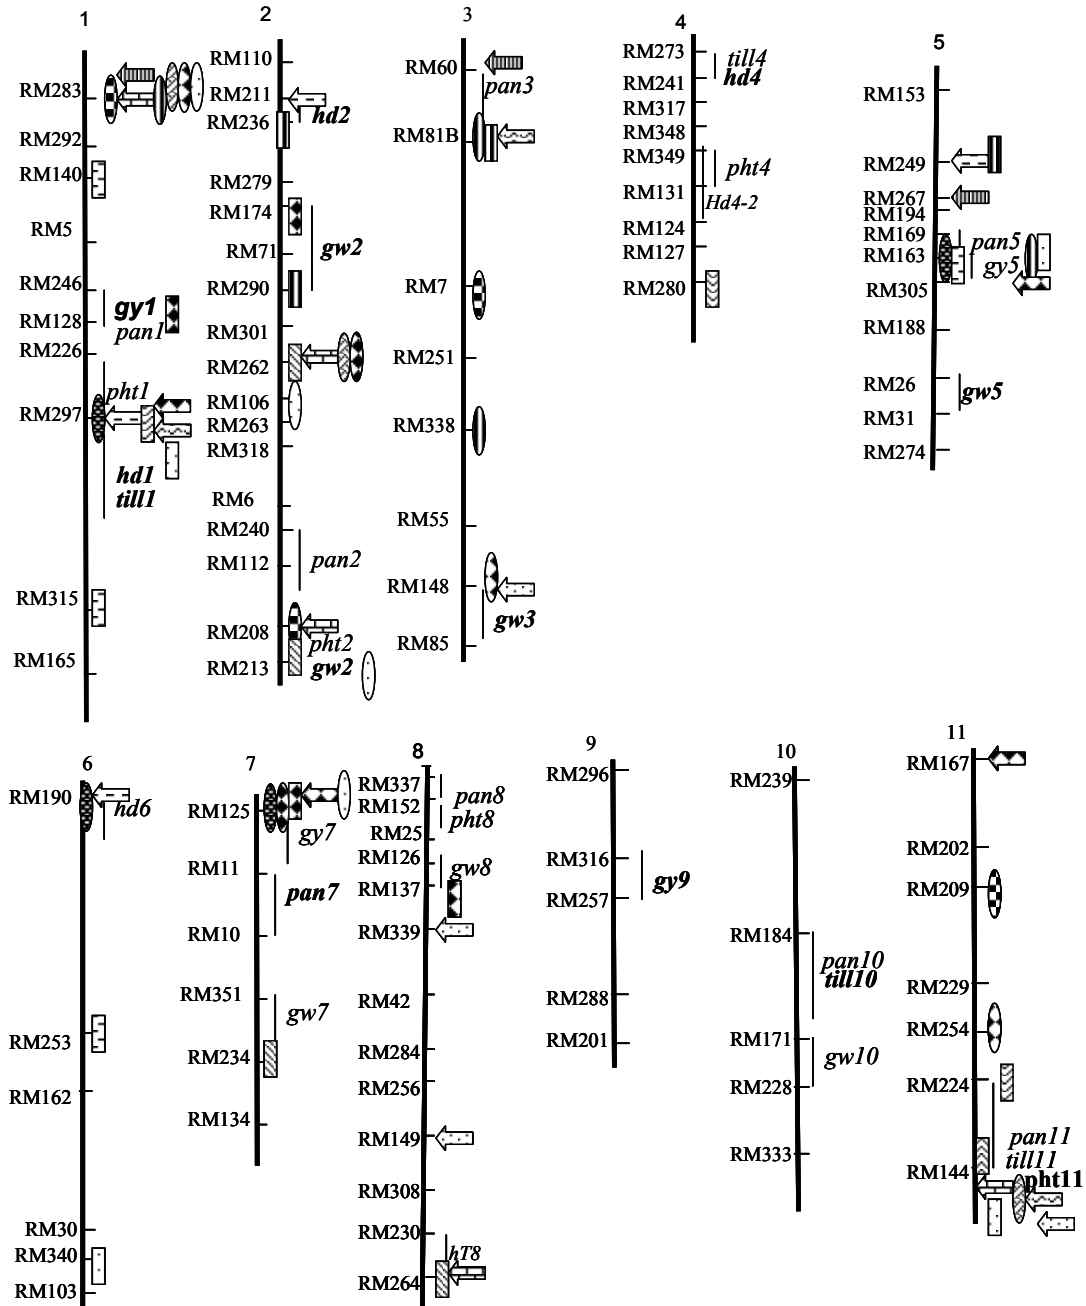 1
RM283
RM292
RM140
RM5
RM246
gy1
RM128
pan1
RM226
pht1
RM297
hd1
till1
RM315
RM165
2
RM110
RM211
hd2
RM236
RM279
RM174
gw2
RM71
RM290
RM301
RM262
RM106
RM263
RM318
RM6
RM240
RM112
pan2
RM208
pht2
RM213
gw2
3
RM60
pan3
RM81B
RM7
RM251
RM338
RM55
RM148
gw3
RM85
4
RM273
till4
hd4
RM241
RM317
RM348
RM349
pht4
RM131
Hd4-2
RM124
RM127
RM280
5
RM153
RM249
RM267
RM194
RM169
pan5
RM163
gy5
RM305
RM188
RM26
gw5
RM31
RM274
6
RM190
hd6
RM253
RM162
RM30
RM340
RM103
7
RM125
gy7
RM11
pan7
RM10
RM351
gw7
RM234
RM134
8
RM337
pan8
RM152
pht8
RM25
RM126
gw8
RM137
RM339
RM42
RM284
RM256
RM149
RM308
RM230
hT8
RM264
9
RM296
RM316
gy9
RM257
RM288
RM201
10
RM239
RM184
pan10
till10
RM171
gw10
RM228
RM333
11
RM167
RM202
RM209
RM229
RM254
RM224
pan11
till11
RM144
pht11